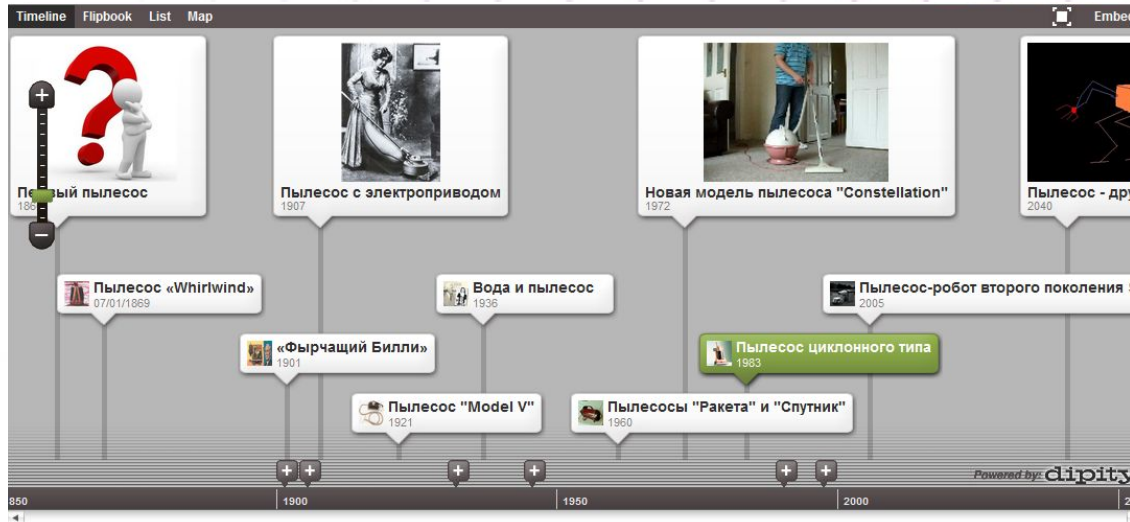 Timeline Flipbook List Map
Первый пылесос
Пылесос с электроприводом
1907
Новая модель пылесоса "Constellation"
1972
Пылесос - дру
2040
Пылесос «Whirlwind»
07/01/1869
Вода и пылесос
1936
Пылесос-робот второго поколения
2005
«Фырчащий Билли»
1901
Пылесос циклонного типа
1983
Пылесос "Model V"
1921
Пылесосы "Ракета" и "Спутник"
1960
Powered by: dipity
850 1900 1950 2000